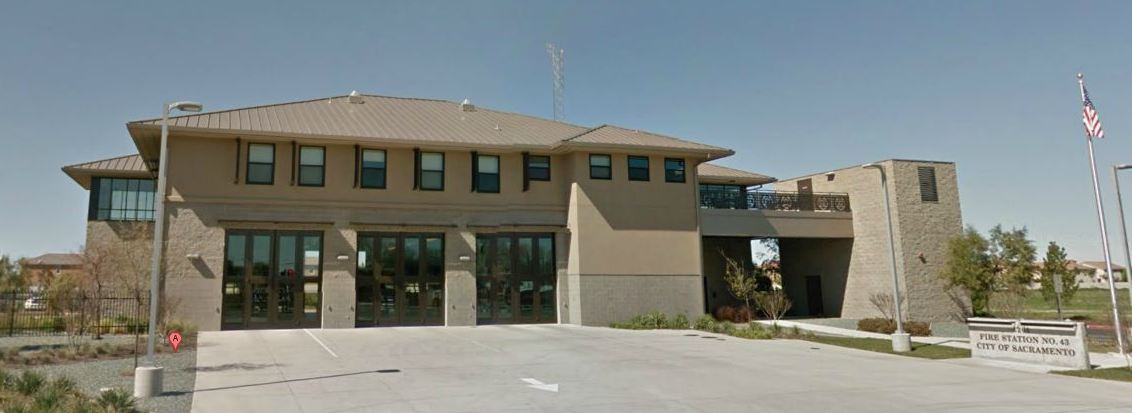 A
FIRE STATION NO. 43
CITY OF SACRAMENTO